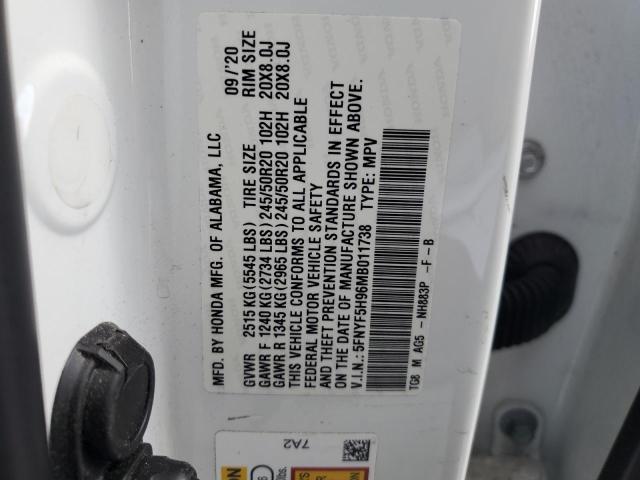 MFD. BY HONDA MFG. OF ALABAMA, LLC 09/'20
TIRE SIZE RIM SIZE
GVWR 2515 KG (5545 LBS)
GAWR F 1240 KG (2734 LBS) 245/50R20 102H 20X8.0J
GAWR R 1345 KG (2965 LBS) 245/50R20 102H 20X8.0J
THIS VEHICLE CONFORMS TO ALL APPLICABLE
FEDERAL MOTOR VEHICLE SAFETY
AND THEFT PREVENTION STANDARDS IN EFFECT
ON THE DATE OF MANUFACTURE SHOWN ABOVE.
V.I.N.: 5FNYF5H96MB011738 TYPE: MPV
TG8 M AG5 - NH883P -F-B
7A2